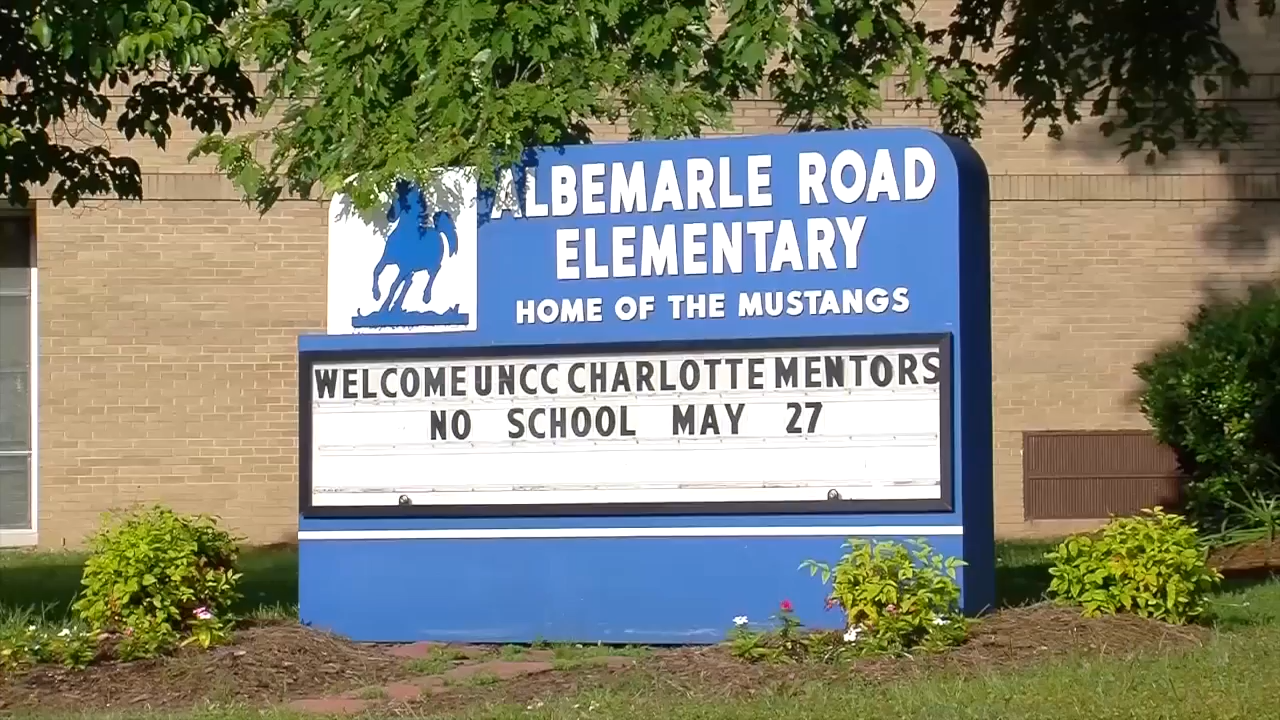 ALBEMARLE ROAD
ELEMENTARY
HOME OF THE MUSTANGS
WELCOME UNCC CHARLOTTE MENTORS
NO SCHOOL MAY 27